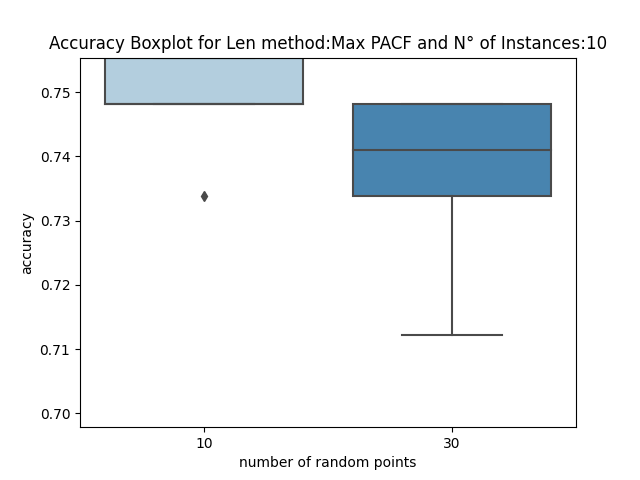 Accuracy Boxplot for Len method:Max PACF and N° of Instances:10
0.75
0.74
0.73
0.72
0.71
0.70
accuracy
10
30
number of random points